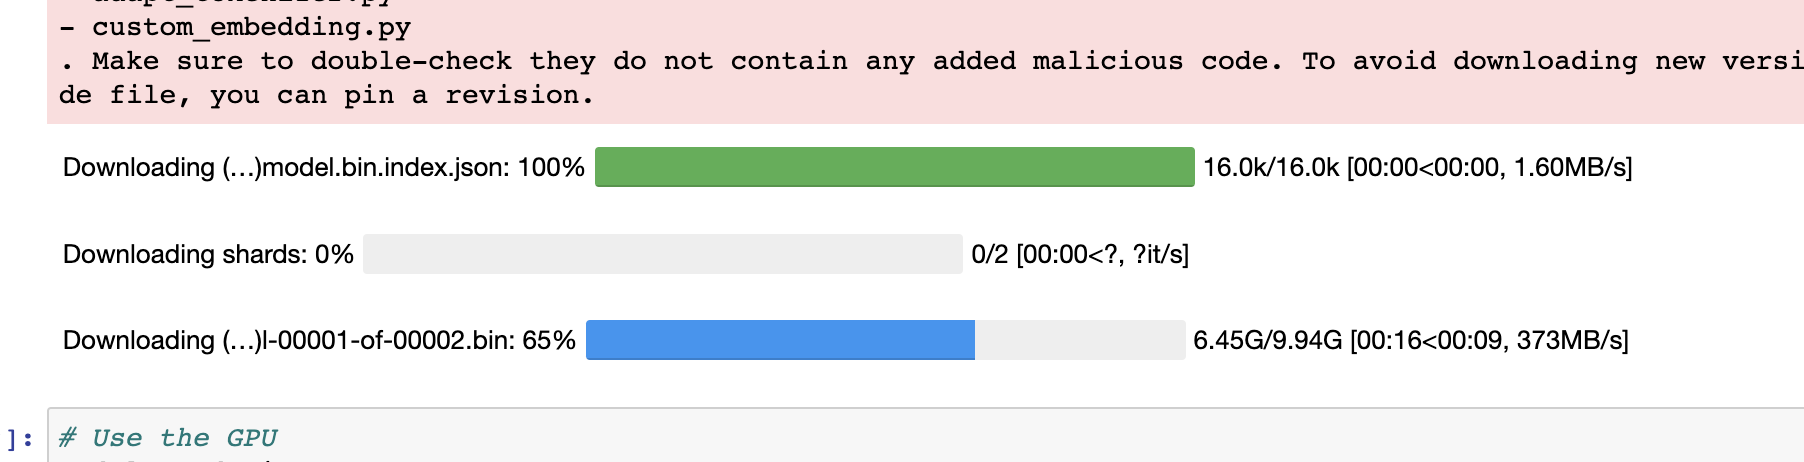 - custom_embedding.py
. Make sure to double-check they do not contain any added malicious code. To avoid downloading new versi
de file, you can pin a revision.
Downloading (…)model.bin.index.json: 100% 16.0k/16.0k [00:00<00:00, 1.60MB/s]
Downloading shards: 0% 0/2 [00:00<?, ?it/s]
Downloading (…)l-00001-of-00002.bin: 65% 6.45G/9.94G [00:16<00:09, 373MB/s]
]: # Use the GPU